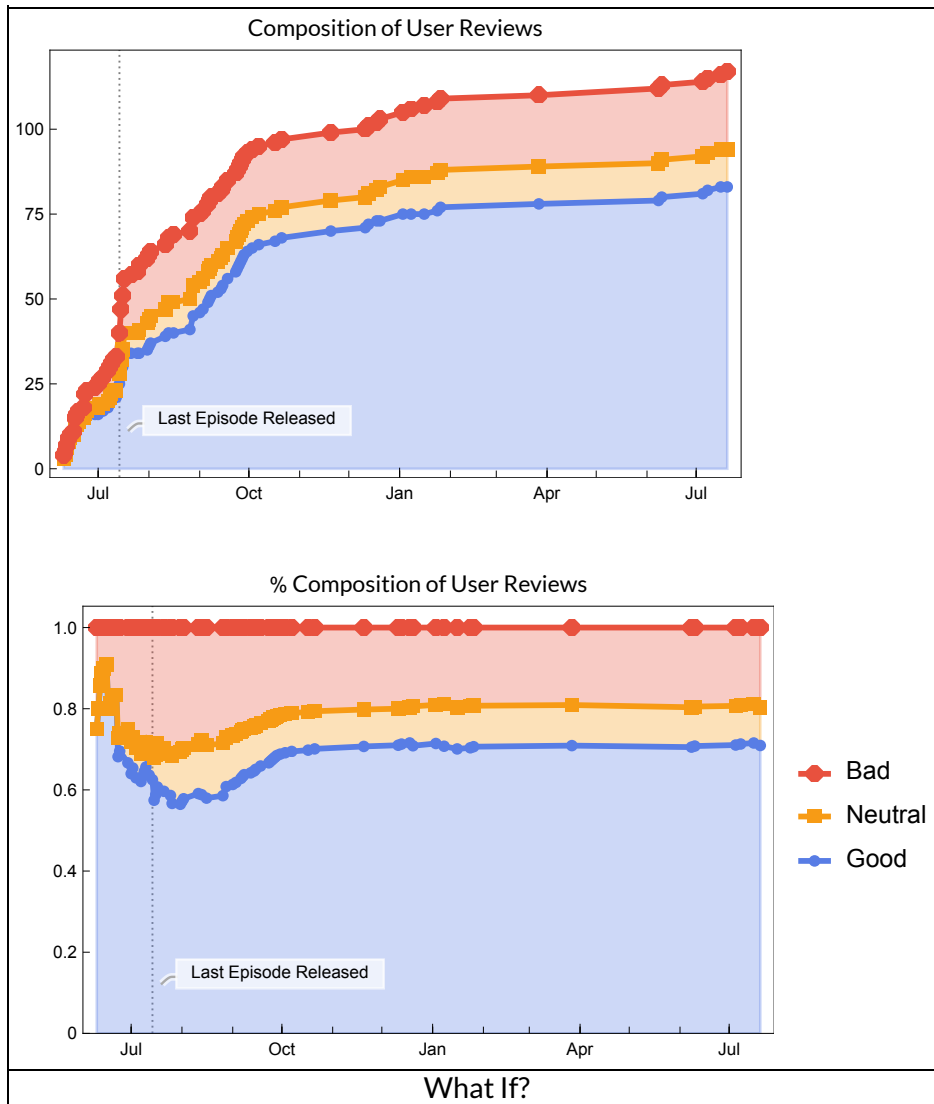 Composition of User Reviews
100
75
50
25
0
Last Episode Released
Jul
Oct
Jan
Apr
Jul
% Composition of User Reviews
1.0
0.8
0.6
0.4
0.2
0
Last Episode Released
Jul
Oct
Jan
Apr
Jul
Bad
Neutral
Good
What If?